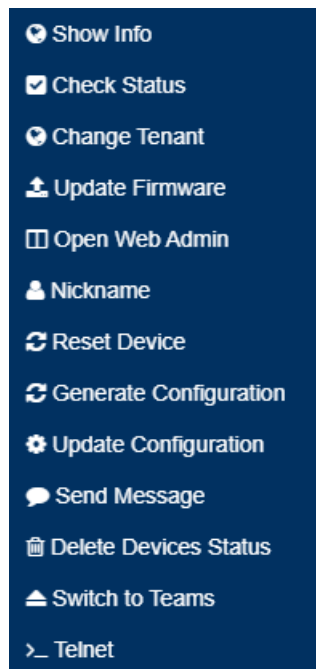 Show Info
Check Status
Change Tenant
Update Firmware
Open Web Admin
Nickname
Reset Device
Generate Configuration
Update Configuration
Send Message
Delete Devices Status
Switch to Teams
Telnet